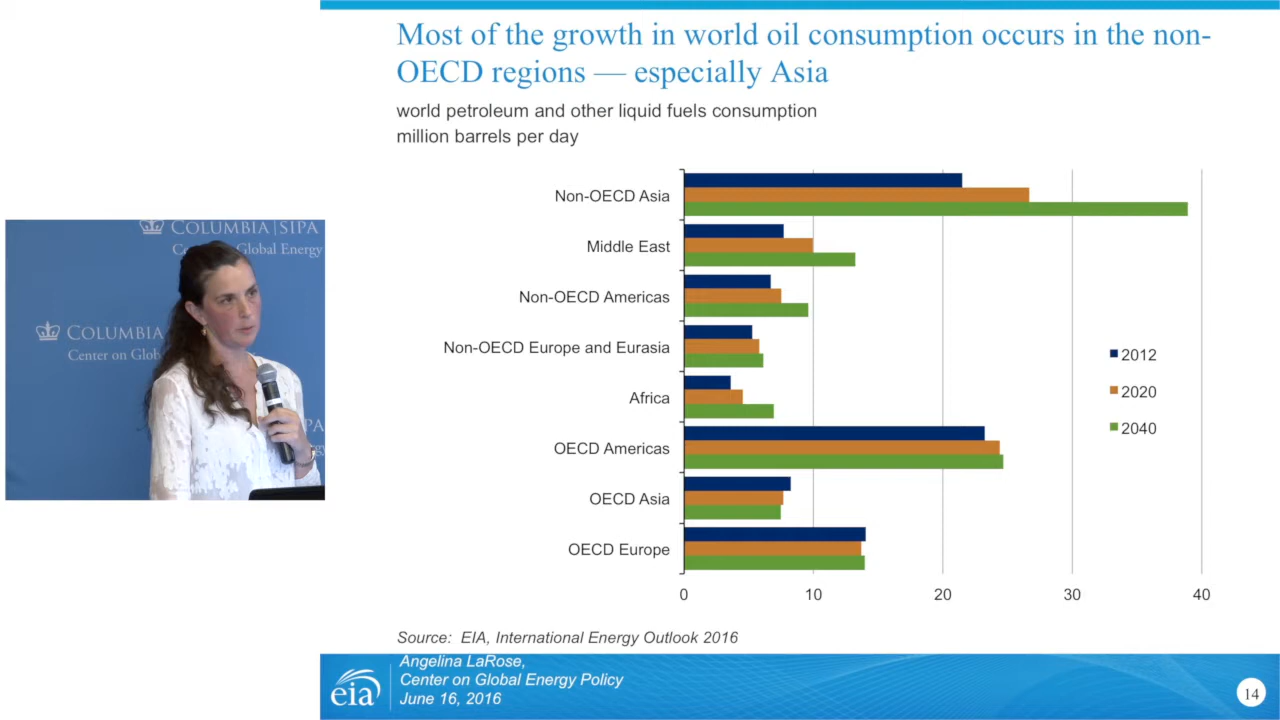 Most of the growth in world oil consumption occurs in the non-
OECD regions — especially Asia
world petroleum and other liquid fuels consumption
million barrels per day
Non-OECD Asia
Middle East
Non-OECD Americas
Non-OECD Europe and Eurasia
Africa
OECD Americas
OECD Asia
OECD Europe
0 10 20 30 40
2012
2020
2040
Source: EIA, International Energy Outlook 2016
eia
Angelina LaRose,
Center on Global Energy Policy
June 16, 2016
14
COLUMBIA | SIPA
Global Energy
COLUMBIA
Center on